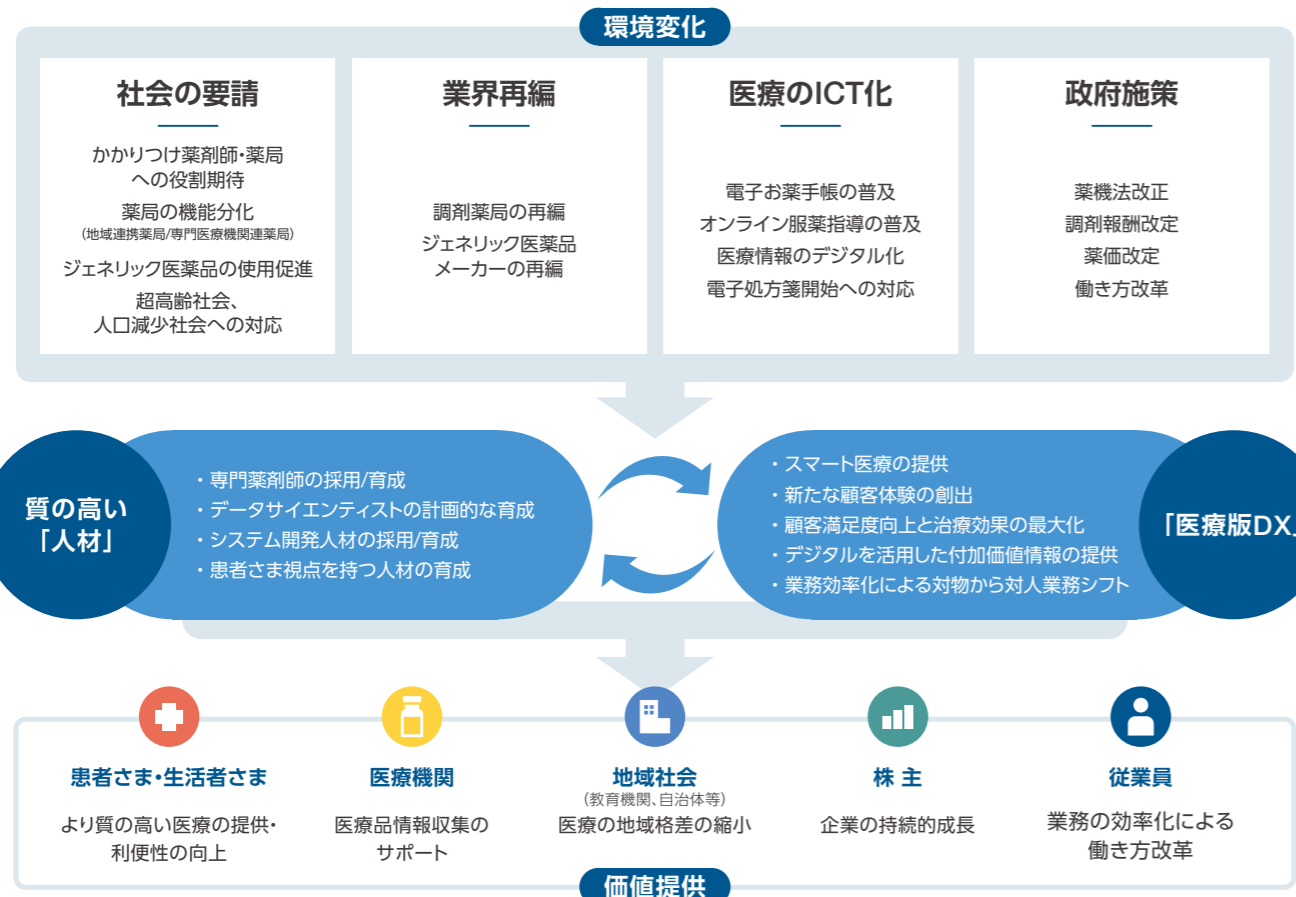 環境変化
社会の要請
かかりつけ薬剤師・薬局
への役割期待
薬局の機能分化
(地域連携薬局/専門医療機関連薬局)
ジェネリック医薬品の使用促進
超高齢社会、
人口減少社会への対応
業界再編
調剤薬局の再編
ジェネリック医薬品
メーカーの再編
医療のICT化
電子お薬手帳の普及
オンライン服薬指導の普及
医療情報のデジタル化
電子処方箋開始への対応
政府施策
薬機法改正
調剤報酬改定
薬価改定
働き方改革
質の高い
「人材」
・専門薬剤師の採用/育成
・データサイエンティストの計画的な育成
・システム開発人材の採用/育成
・患者さま視点を持つ人材の育成
・スマート医療の提供
・新たな顧客体験の創出
・顧客満足度向上と治療効果の最大化
・デジタルを活用した付加価値情報の提供
・業務効率化による対物から対人業務シフト
「医療版DX」
患者さま・生活者さま
より質の高い医療の提供・
利便性の向上
医療機関
医療品情報収集の
サポート
地域社会
(教育機関、自治体等)
医療の地域格差の縮小
株 主
企業の持続的成長
従業員
業務の効率化による
働き方改革
価値提供